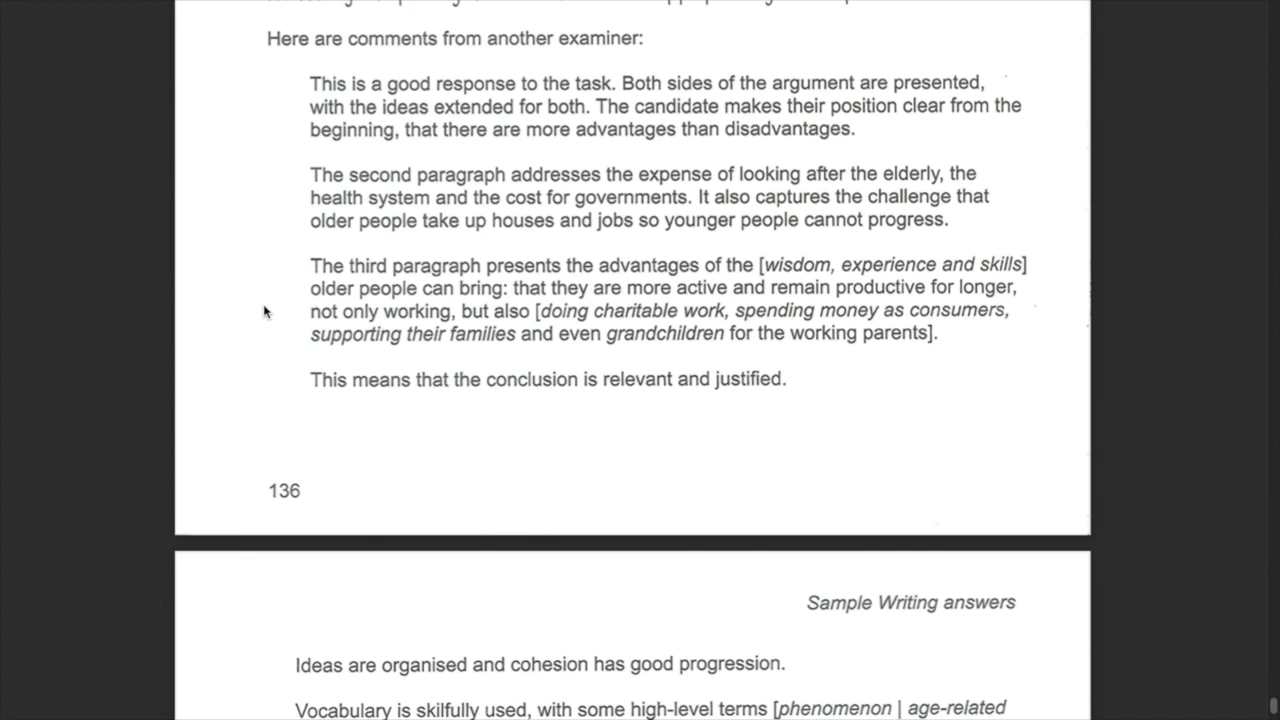 Here are comments from another examiner:
This is a good response to the task. Both sides of the argument are presented,
with the ideas extended for both. The candidate makes their position clear from the
beginning, that there are more advantages than disadvantages.
The second paragraph addresses the expense of looking after the elderly, the
health system and the cost for governments. It also captures the challenge that
older people take up houses and jobs so younger people cannot progress.
The third paragraph presents the advantages of the [wisdom, experience and skills]
older people can bring: that they are more active and remain productive for longer,
not only working, but also [doing charitable work, spending money as consumers,
supporting their families and even grandchildren for the working parents].
This means that the conclusion is relevant and justified.
136
Sample Writing answers
Ideas are organised and cohesion has good progression.
Vocabulary is skilfully used, with some high-level terms [phenomenon | age-related